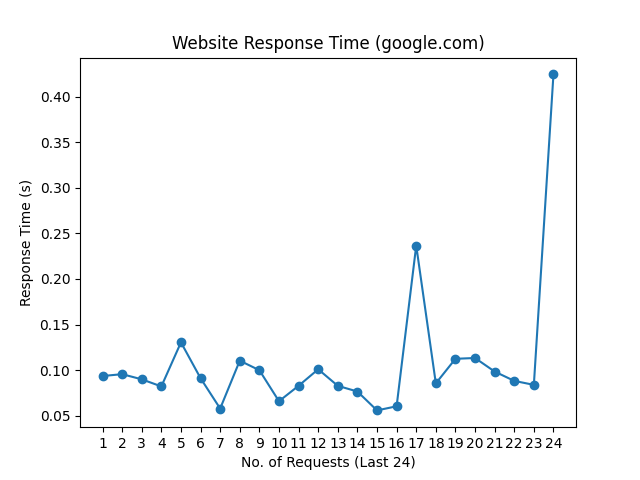 Website Response Time (google.com)
0.40
0.35
0.30
0.25
0.20
0.15
0.10
0.05
Response Time (s)
1 2 3 4 5 6 7 8 9 10 11 12 13 14 15 16 17 18 19 20 21 22 23 24
No. of Requests (Last 24)